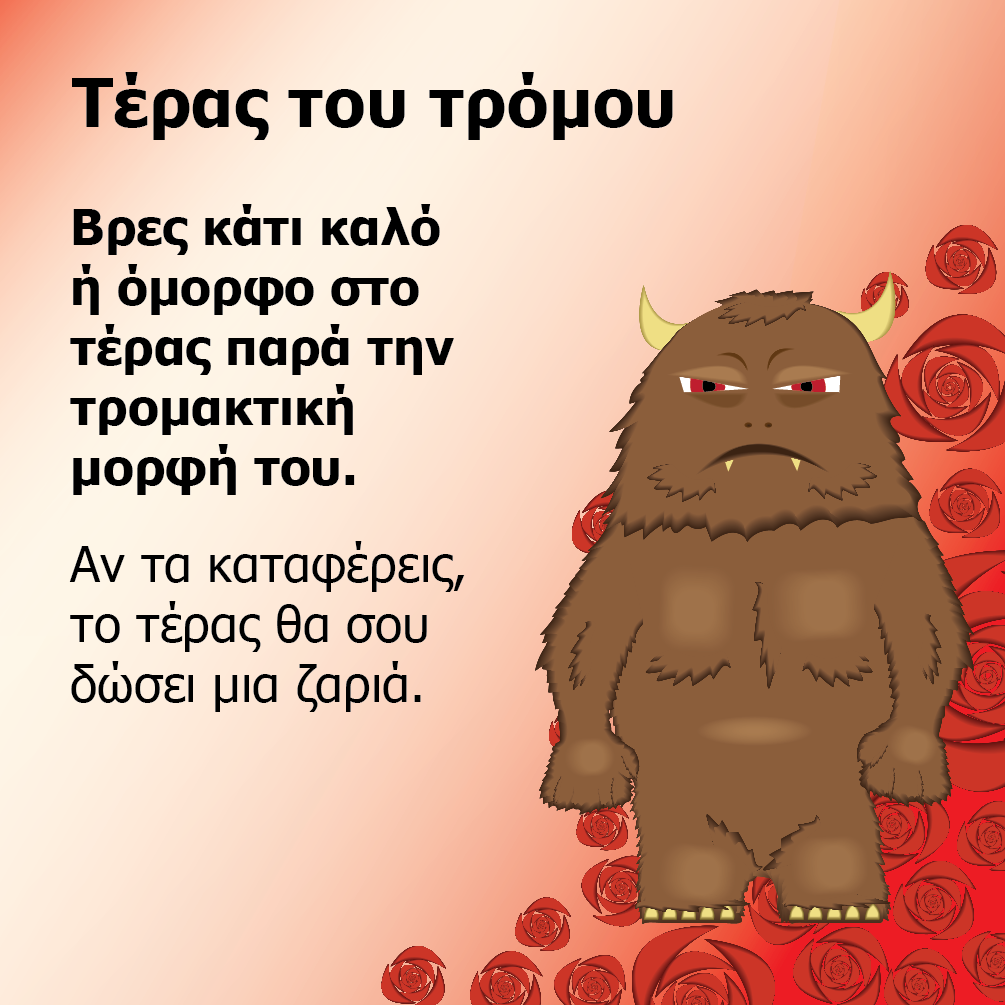 Τέρας του τρόμου
Βρες κάτι καλό
ή όμορφο στο
τέρας παρά την
τρομακτική
μορφή του.
Αν τα καταφέρεις,
το τέρας θα σου
δώσει μια ζαριά.